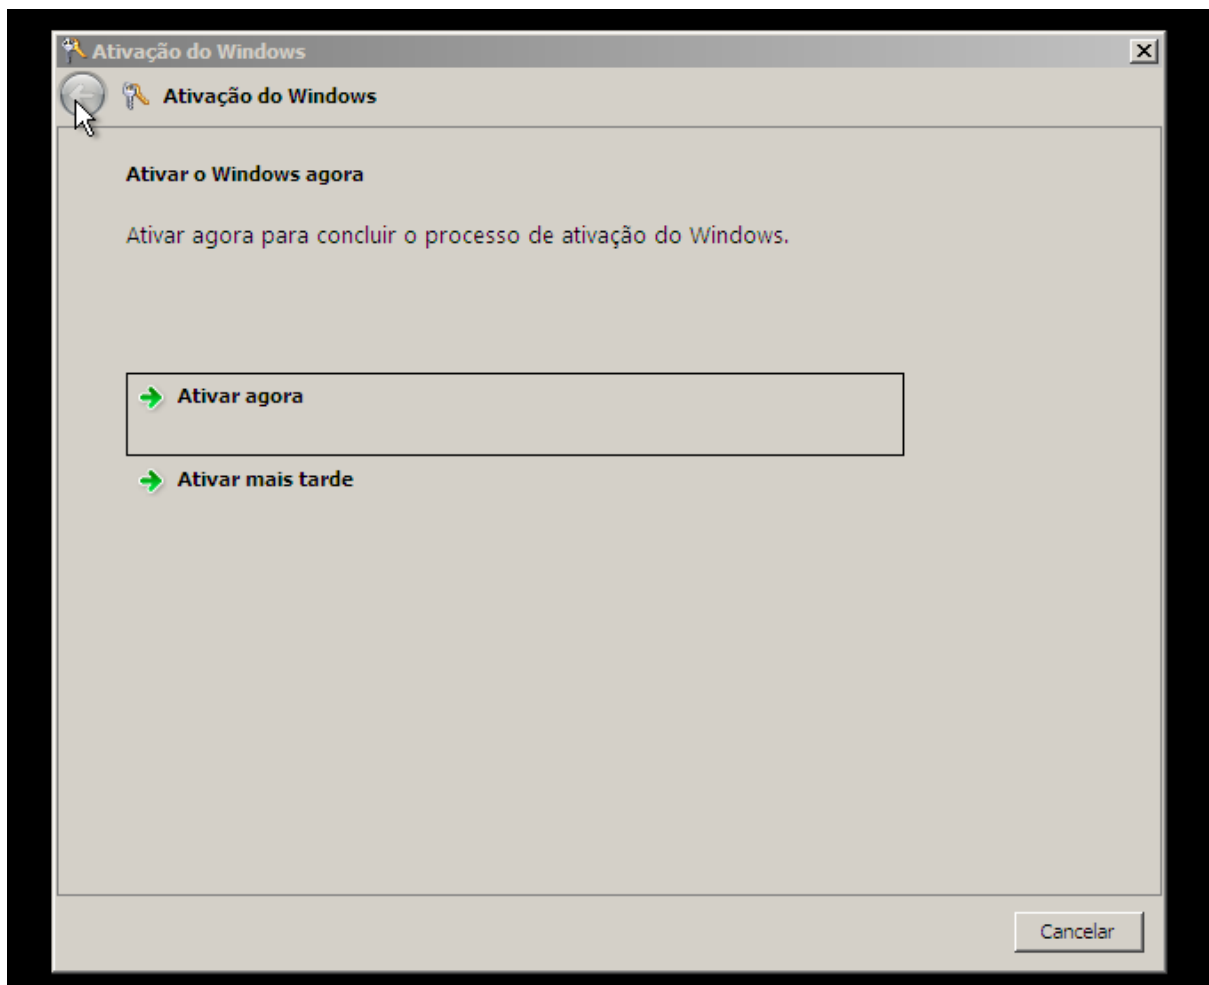 Ativação do Windows
Ativação do Windows
Ativar o Windows agora
Ativar agora para concluir o processo de ativação do Windows.
Ativar agora
Ativar mais tarde
Cancelar